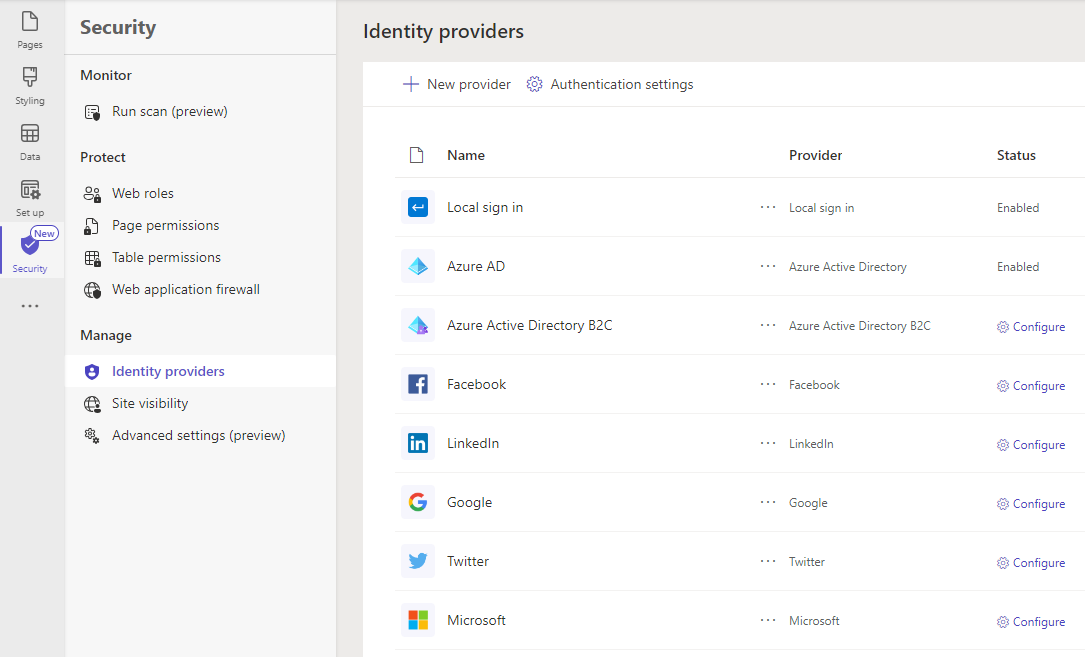 Pages
Styling
Data
Set up
New
Security
Security
Monitor
Run scan (preview)
Protect
Web roles
Page permissions
Table permissions
Web application firewall
Manage
Identity providers
Site visibility
Advanced settings (preview)
Identity providers
New provider Authentication settings
Name Provider Status
Local sign in Local sign in Enabled
Azure AD Azure Active Directory Enabled
Azure Active Directory B2C Azure Active Directory B2C Configure
Facebook Facebook Configure
LinkedIn LinkedIn Configure
Google Google Configure
Twitter Twitter Configure
Microsoft Microsoft Configure